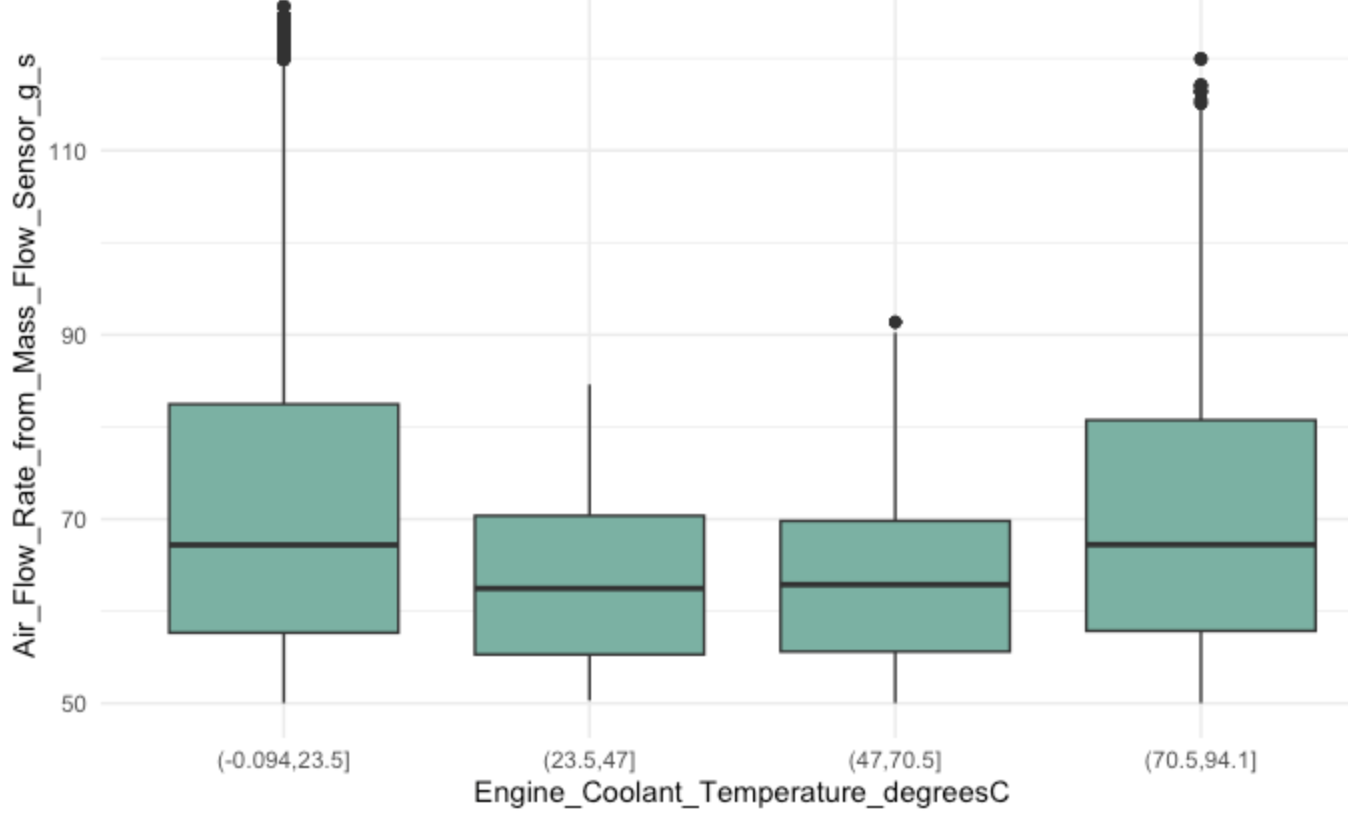 Air_Flow_Rate_from_Mass_Flow_Sensor_g_s
110
90
70
50
(-0.094,23.5] (23.5,47] (47,70.5] (70.5,94.1]
Engine_Coolant_Temperature_degreesC